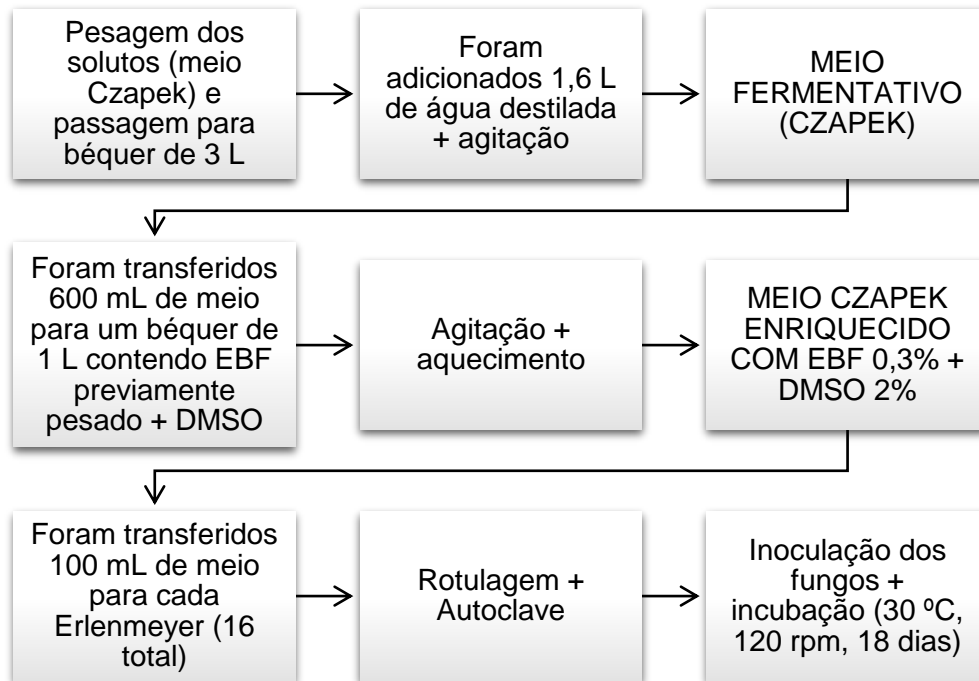 Pesagem dos
solutos (meio
Czapek) e
passagem para
béquer de 3 L
Foram
adicionados 1,6 L
de água destilada
+ agitação
MEIO
FERMENTATIVO
(CZAPEK)
Foram transferidos
600 mL de meio
para um béquer de
1 L contendo EBF
previamente
pesado + DMSO
Agitação +
aquecimento
MEIO CZAPEK
ENRIQUECIDO
COM EBF 0,3% +
DMSO 2%
Foram transferidos
100 mL de meio
para cada
Erlenmeyer (16
total)
Rotulagem +
Autoclave
Inoculação dos
fungos +
incubação (30 ºC,
120 rpm, 18 dias)